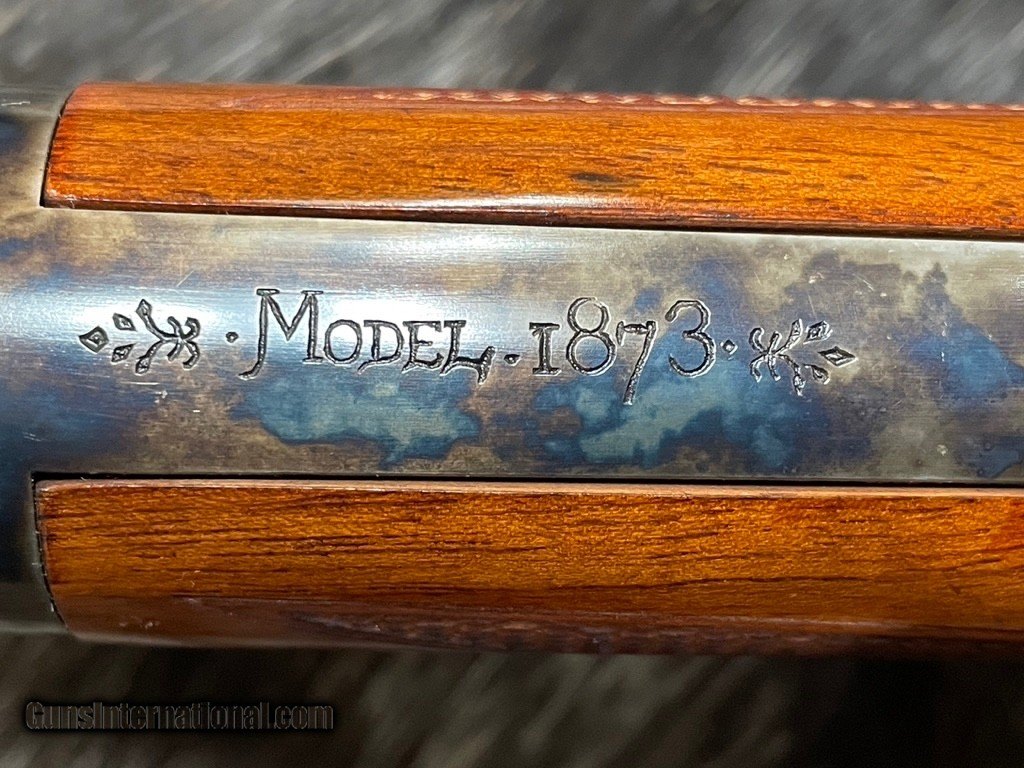 · Model · 1873 ·
GunsInternational.com